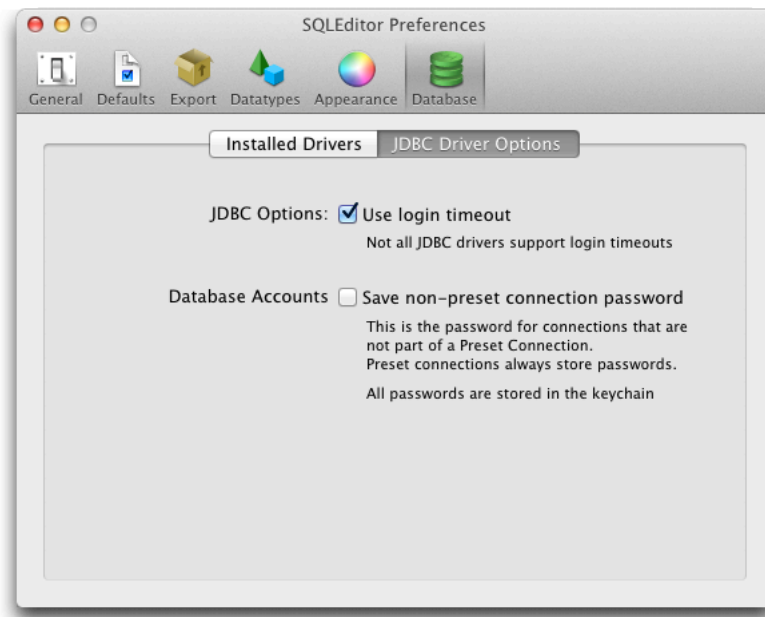 SQLEditor Preferences
General Defaults Export Datatypes Appearance Database
Installed Drivers JDBC Driver Options
JDBC Options: Use login timeout
Not all JDBC drivers support login timeouts
Database Accounts Save non-preset connection password
This is the password for connections that are
not part of a Preset Connection.
Preset connections always store passwords.
All passwords are stored in the keychain